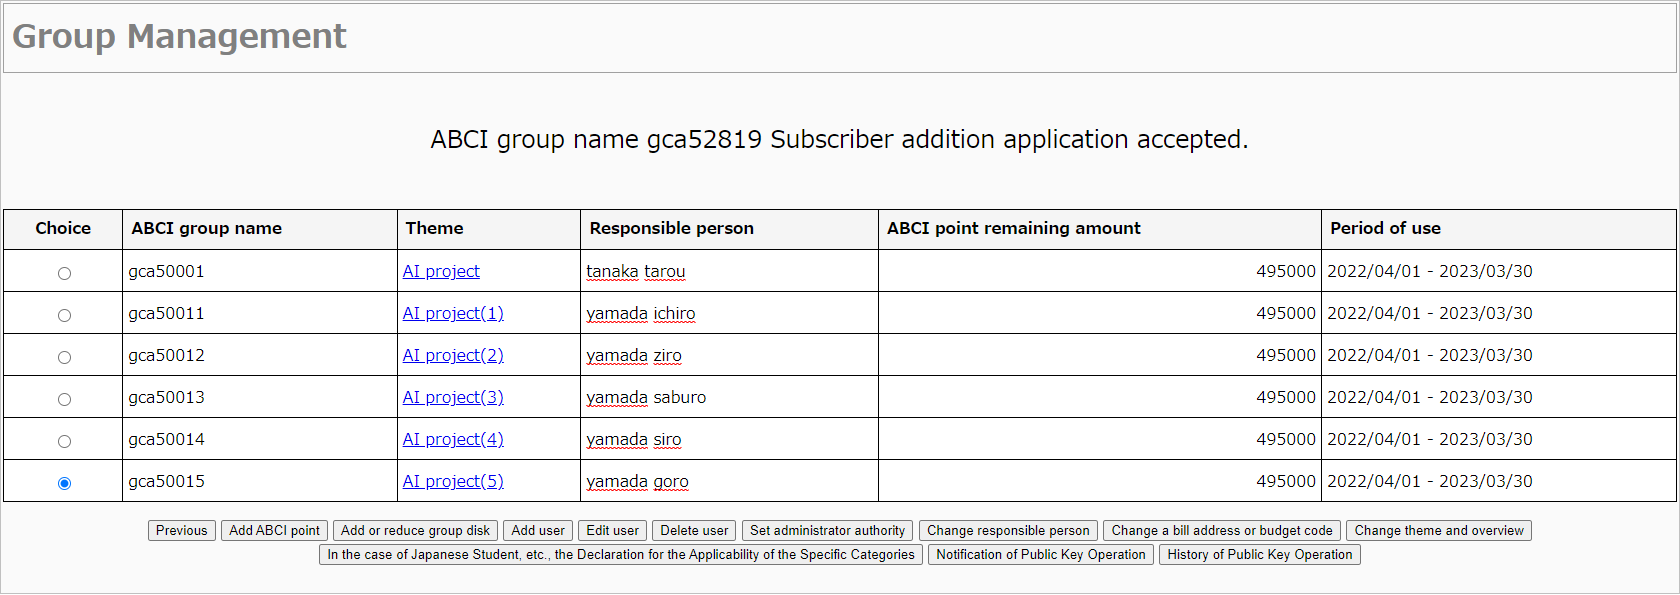 Group Management
ABCI group name gca52819 Subscriber addition application accepted.
Choice ABCI group name Theme Responsible person ABCI point remaining amount Period of use
gca50001 AI project tanaka tarou 495000 2022/04/01 - 2023/03/30
gca50011 AI project(1) yamada ichiro 495000 2022/04/01 - 2023/03/30
gca50012 AI project(2) yamada ziro 495000 2022/04/01 - 2023/03/30
gca50013 AI project(3) yamada saburo 495000 2022/04/01 - 2023/03/30
gca50014 AI project(4) yamada siro 495000 2022/04/01 - 2023/03/30
gca50015 AI project(5) yamada goro 495000 2022/04/01 - 2023/03/30
Previous Add ABCI point Add or reduce group disk Add user Edit user Delete user Set administrator authority Change responsible person Change a bill address or budget code Change theme and overview
In the case of Japanese Student, etc., the Declaration for the Applicability of the Specific Categories Notification of Public Key Operation History of Public Key Operation